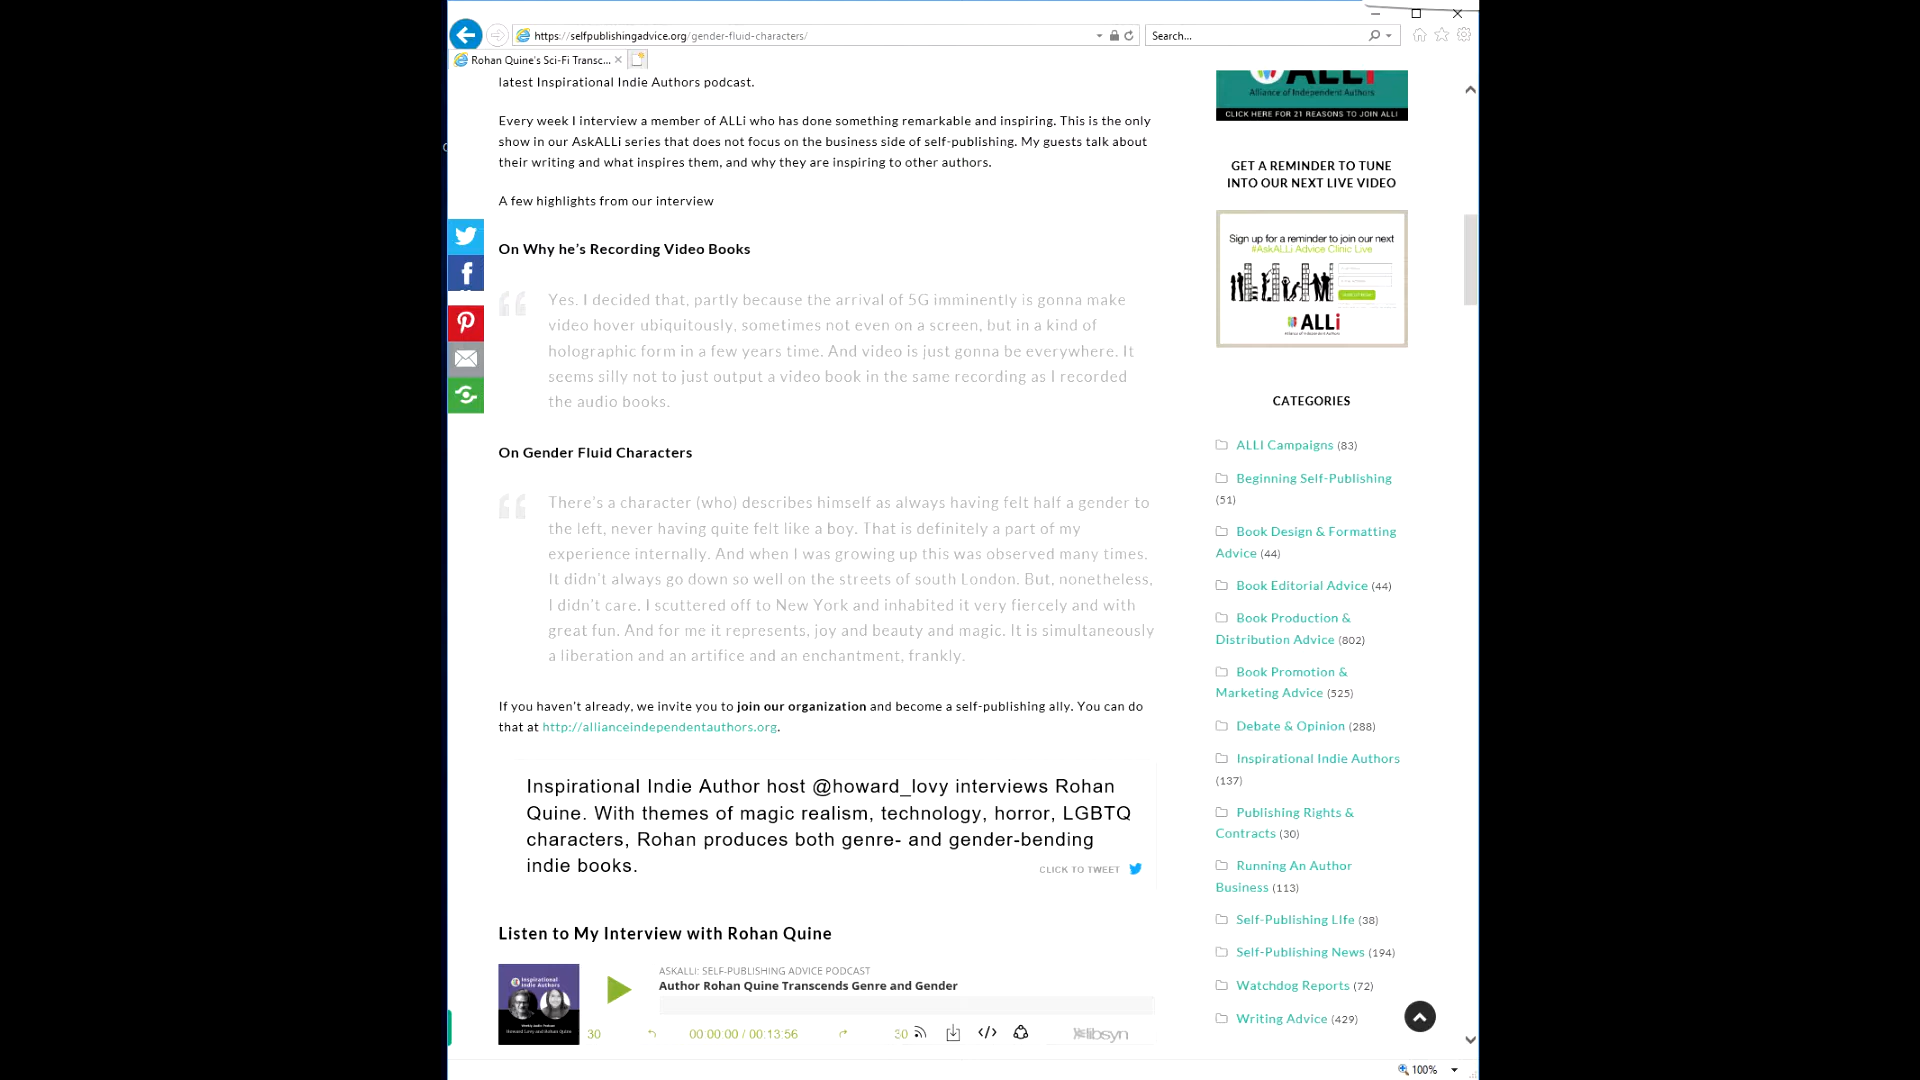 https://selfpublishingadvice.org/gender-fluid-characters/
Search...
Rohan Quine's Sci-Fi Transc...
latest Inspirational Indie Authors podcast.
Every week I interview a member of ALLi who has done something remarkable and inspiring. This is the only
show in our AskALLi series that does not focus on the business side of self-publishing. My guests talk about
their writing and what inspires them, and why they are inspiring to other authors.
A few highlights from our interview
On Why he's Recording Video Books
Yes. I decided that, partly because the arrival of 5G imminently is gonna make
video hover ubiquitously, sometimes not even on a screen, but in a kind of
holographic form in a few years time. And video is just gonna be everywhere. It
seems silly not to just output a video book in the same recording as I recorded
the audio books.
On Gender Fluid Characters
There's a character (who) describes himself as always having felt half a gender to
the left, never having quite felt like a boy. That is definitely a part of my
experience internally. And when I was growing up this was observed many times.
It didn't always go down so well on the streets of south London. But, nonetheless,
I didn't care. I scuttered off to New York and inhabited it very fiercely and with
great fun. And for me it represents, joy and beauty and magic. It is simultaneously
a liberation and an artifice and an enchantment, frankly.
If you haven't already, we invite you to join our organization and become a self-publishing ally. You can do
that at http://allianceindependentauthors.org.
Inspirational Indie Author host @howard_lovy interviews Rohan
Quine. With themes of magic realism, technology, horror, LGBTQ
characters, Rohan produces both genre- and gender-bending
indie books.
CLICK TO TWEET
Listen to My Interview with Rohan Quine
Inspirational
Indie Authors
Weekly Audio Podcast
Howard Lovy and Rohan Quine
ASKALLI: SELF-PUBLISHING ADVICE PODCAST
Author Rohan Quine Transcends Genre and Gender
30
00:00:00 / 00:13:56
30
libsyn
ALLi
Alliance of Independent Authors
CLICK HERE FOR 21 REASONS TO JOIN ALLI
GET A REMINDER TO TUNE
INTO OUR NEXT LIVE VIDEO
Sign up for a reminder to join our next
#AskALLi Advice Clinic Live
ALLi
Alliance of Independent Authors
CATEGORIES
ALLI Campaigns (83)
Beginning Self-Publishing
(51)
Book Design & Formatting
Advice (44)
Book Editorial Advice (44)
Book Production &
Distribution Advice (802)
Book Promotion &
Marketing Advice (525)
Debate & Opinion (288)
Inspirational Indie Authors
(137)
Publishing Rights &
Contracts (30)
Running An Author
Business (113)
Self-Publishing LIfe (38)
Self-Publishing News (194)
Watchdog Reports (72)
Writing Advice (429)
100%